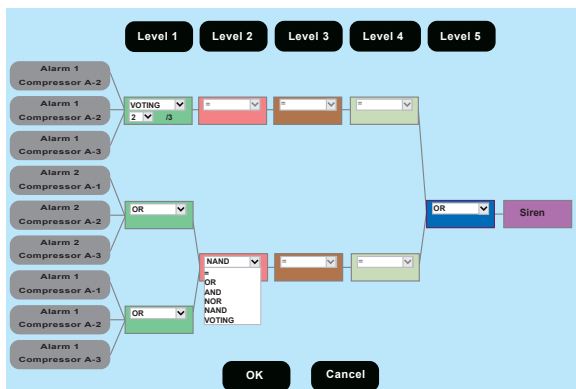 Level 1
Level 2
Level 3
Level 4
Level 5
Alarm 1
Compressor A-2
Alarm 1
Compressor A-2
Alarm 1
Compressor A-3
Alarm 2
Compressor A-1
Alarm 2
Compressor A-2
Alarm 2
Compressor A-3
Alarm 1
Compressor A-1
Alarm 1
Compressor A-2
Alarm 1
Compressor A-3
VOTING
2 /3
=
=
=
OR
OR
NAND
=
OR
AND
NOR
NAND
VOTING
=
=
OR
Siren
OK
Cancel